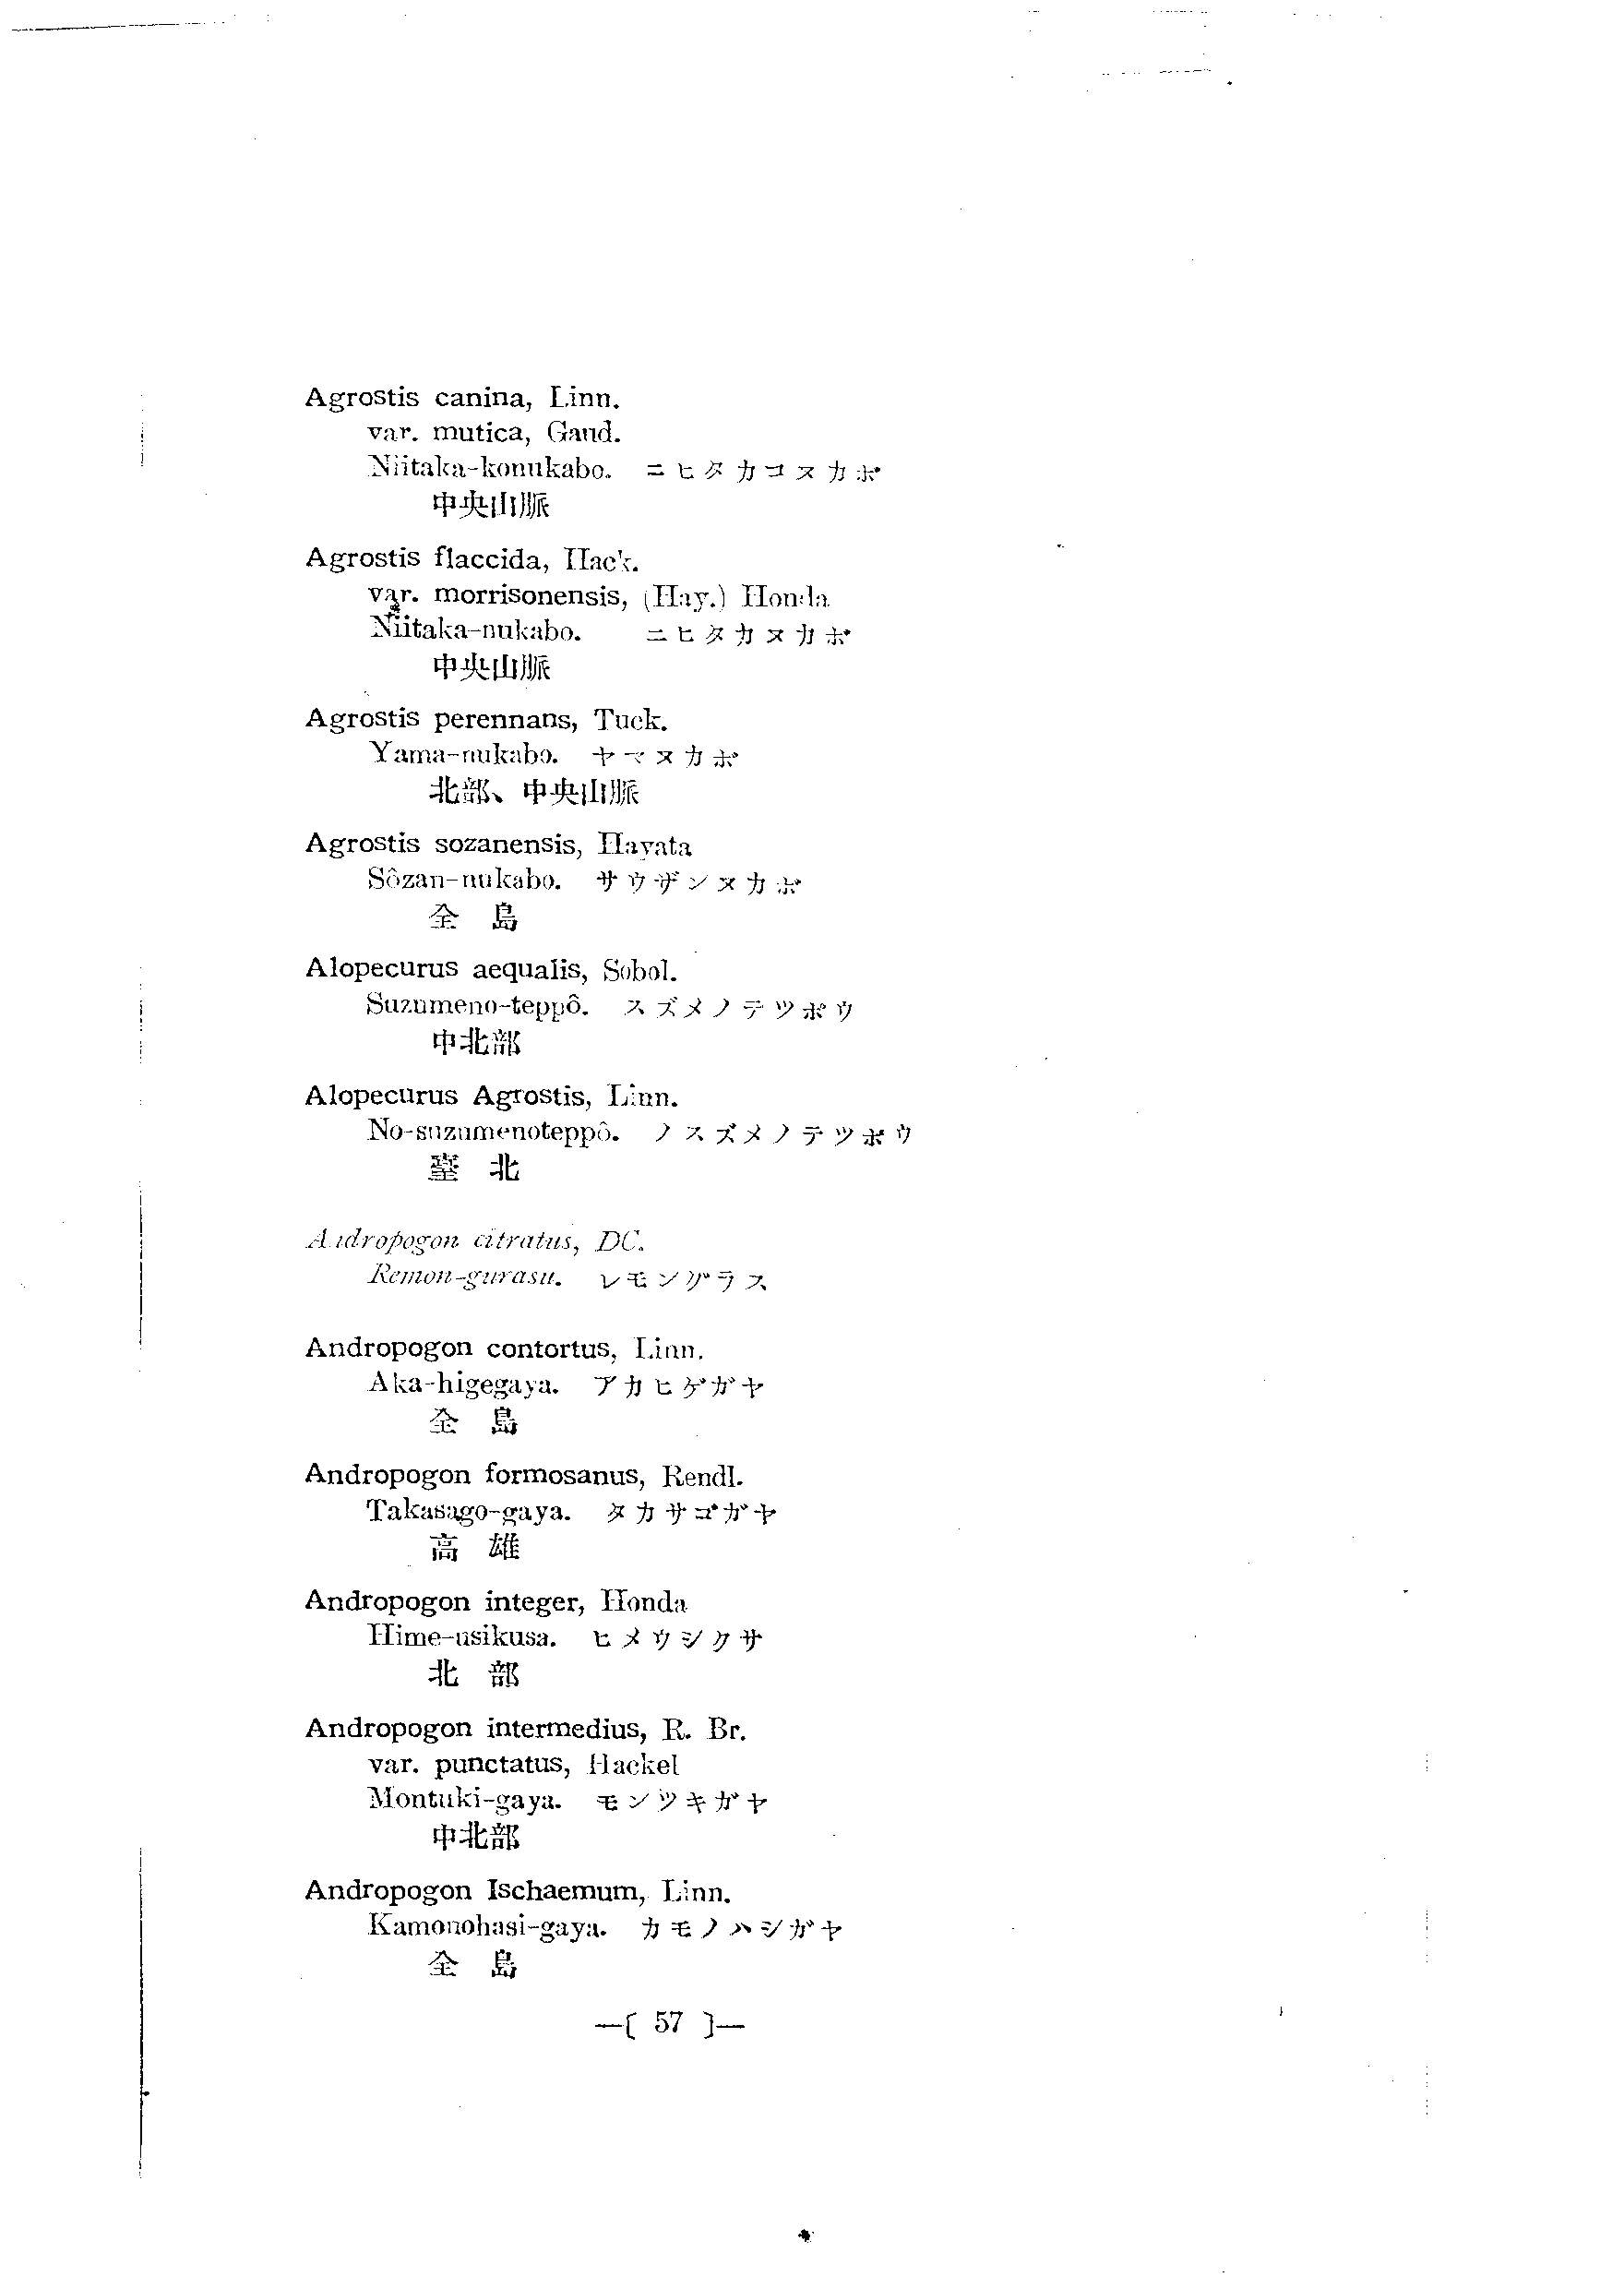 Agrostis canina, Linn.
var. mutica, Gaud.
Niitaka-konukabo. ニヒタカコヌカボ
中央山脈
Agrostis flaccida, Hack.
var. morrisonensis, (Hay.) Honda
Niitaka-nukabo. ニヒタカヌカボ
中央山脈
Agrostis perennans, Tuck.
Yama-nukabo. ヤマヌカボ
北部、中央山脈
Agrostis sozanensis, Hayata
Sôzan-nukabo. サウザンヌカボ
全 島
Alopecurus aequalis, Sobol.
Suzumeno-teppô. スズメノテツポウ
中北部
Alopecurus Agrostis, Linn.
No-suzumenoteppô. ノスズメノテツポウ
臺 北
Andropogon citratus, DC.
Remon-gurasu. レモングラス
Andropogon contortus, Linn.
Aka-higegaya. アカヒゲガヤ
全 島
Andropogon formosanus, Rendl.
Takasago-gaya. タカサゴガヤ
高 雄
Andropogon integer, Honda
Hime-usikusa. ヒメウシクサ
北 部
Andropogon intermedius, R. Br.
var. punctatus, Hackel
Montuki-gaya. モンツキガヤ
中北部
Andropogon Ischaemum, Linn.
Kamonohasi-gaya. カモノハシガヤ
全 島
—[ 57 ]—